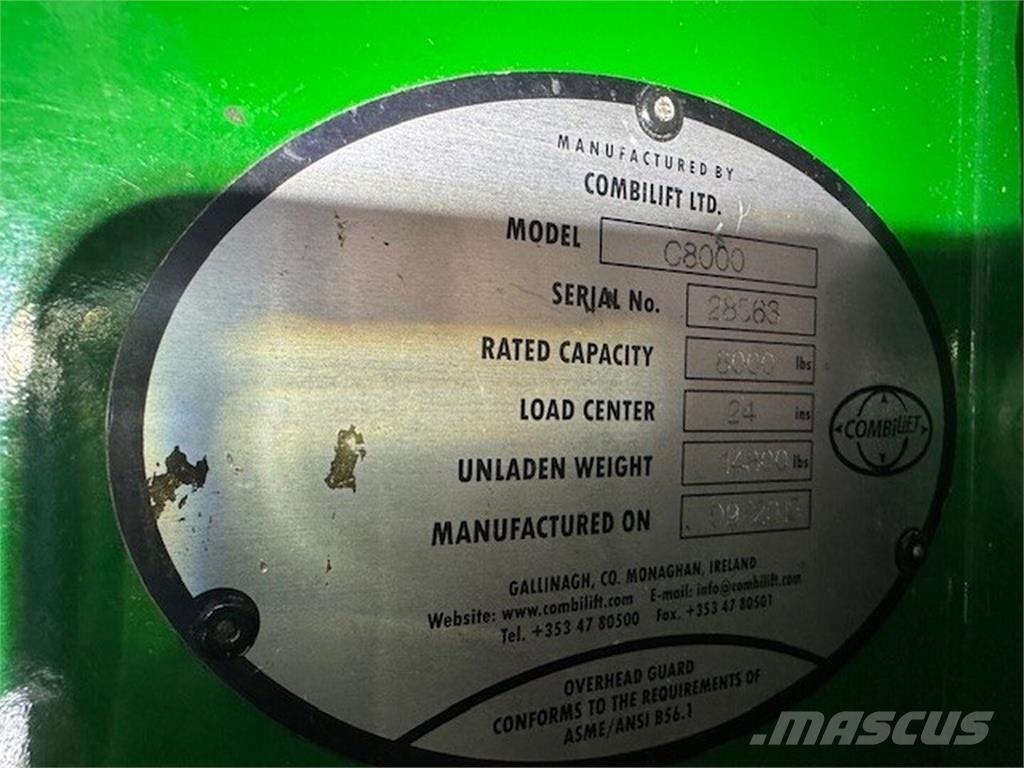 MANUFACTURED BY
COMBILIFT LTD.
MODEL C8000
SERIAL No. 28563
RATED CAPACITY 8000 lbs
LOAD CENTER 24 ins
COMBiLiFT
UNLADEN WEIGHT lbs
MANUFACTURED ON
GALLINAGH, CO. MONAGHAN, IRELAND
Website: www.combilift.com E-mail: info@combilift.com
Tel. +353 47 80500 Fax. +353 47 80501
OVERHEAD GUARD
CONFORMS TO THE REQUIREMENTS OF
ASME/ANSI B56.1
MASCUS